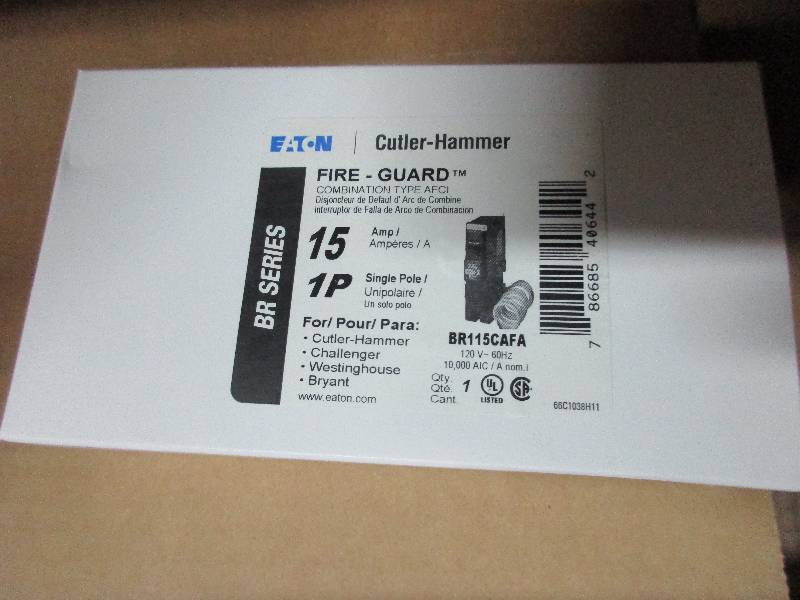 EATON | Cutler-Hammer
BR SERIES
FIRE - GUARD™
COMBINATION TYPE AFCI
Disjoncteur de Defaut d' Arc de Combine
interruptor de Falla de Arco de Combinacion
15 Amp /
Ampéres / A
1P Single Pole /
Unipolaire /
Un solo polo
For/ Pour/ Para:
• Cutler-Hammer
• Challenger
• Westinghouse
• Bryant
www.eaton.com
BR115CAFA
120 V~ 60Hz
10,000 AIC / A nom.
Qty.
Qté. 1
Cant.
UL
LISTED
66C1038H11
7 86685 40644 2